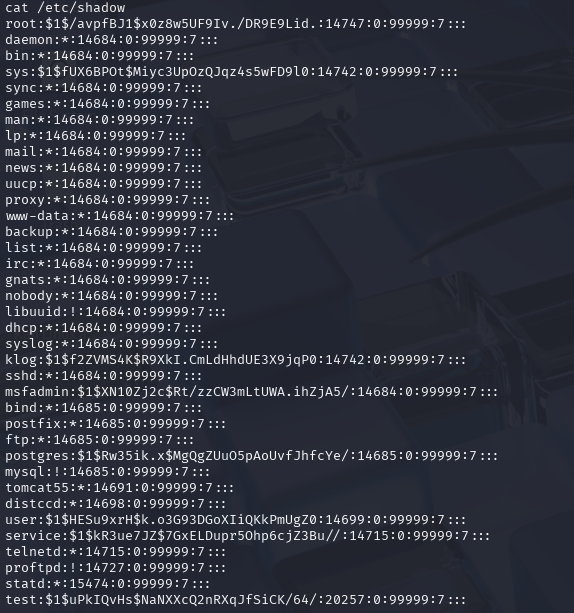 cat /etc/shadow
root:$1$/avpfBJ1$x0z8w5UF9Iv./DR9E9Lid.:14747:0:99999:7:::
daemon:*:14684:0:99999:7:::
bin:*:14684:0:99999:7:::
sys:$1$fUX6BPOt$Miyc3UpOzQJqz4s5wFD9l0:14742:0:99999:7:::
sync:*:14684:0:99999:7:::
games:*:14684:0:99999:7:::
man:*:14684:0:99999:7:::
lp:*:14684:0:99999:7:::
mail:*:14684:0:99999:7:::
news:*:14684:0:99999:7:::
uucp:*:14684:0:99999:7:::
proxy:*:14684:0:99999:7:::
www-data:*:14684:0:99999:7:::
backup:*:14684:0:99999:7:::
list:*:14684:0:99999:7:::
irc:*:14684:0:99999:7:::
gnats:*:14684:0:99999:7:::
nobody:*:14684:0:99999:7:::
libuuid:!:14684:0:99999:7:::
dhcp:*:14684:0:99999:7:::
syslog:*:14684:0:99999:7:::
klog:$1$f2ZVMS4K$R9XkI.CmLdHhdUE3X9jqP0:14742:0:99999:7:::
sshd:*:14684:0:99999:7:::
msfadmin:$1$XN10Zj2c$Rt/zzCW3mLtUWA.ihZjA5/:14684:0:99999:7:::
bind:*:14685:0:99999:7:::
postfix:*:14685:0:99999:7:::
ftp:*:14685:0:99999:7:::
postgres:$1$Rw35ik.x$MgQgZUuO5pAoUvfJhfcYe/:14685:0:99999:7:::
mysql:!:14685:0:99999:7:::
tomcat55:*:14691:0:99999:7:::
distccd:*:14698:0:99999:7:::
user:$1$HESu9xrH$k.o3G93DGoXIiQKkPmUgZ0:14699:0:99999:7:::
service:$1$kR3ue7JZ$7GxELDupr5Ohp6cjZ3Bu//:14715:0:99999:7:::
telnetd:*:14715:0:99999:7:::
proftpd:!:14727:0:99999:7:::
statd:*:15474:0:99999:7:::
test:$1$uPkIQvHs$NaNXXcQ2nRXqJfSiCK/64/:20257:0:99999:7:::